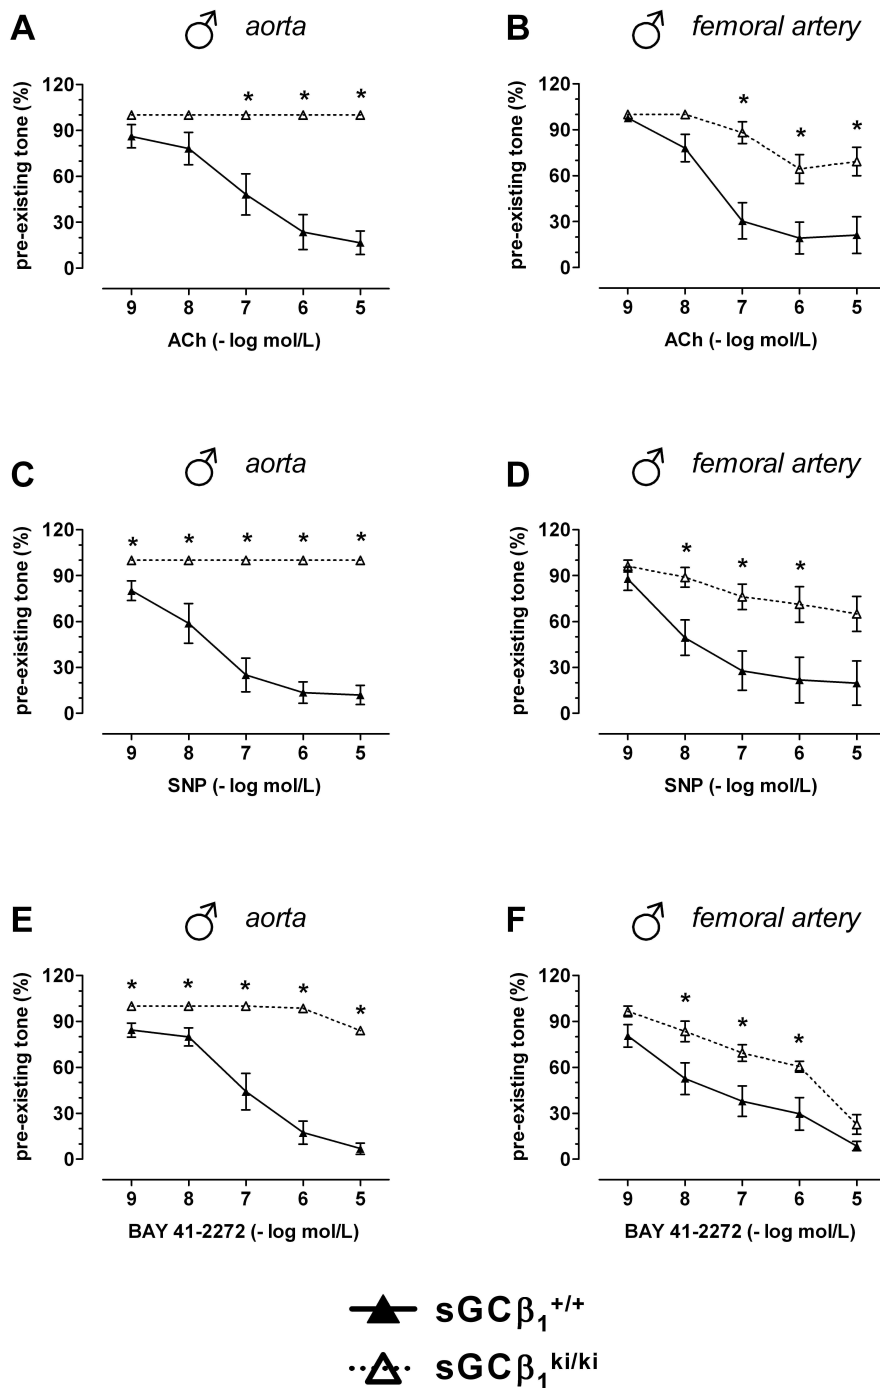 A ♂ aorta
pre-existing tone (%)
120
90
60
30
0
* * *
9 8 7 6 5
ACh (- log mol/L)
B ♂ femoral artery
pre-existing tone (%)
120
90
60
30
0
* * *
9 8 7 6 5
ACh (- log mol/L)
C ♂ aorta
pre-existing tone (%)
120
90
60
30
0
* * * * *
9 8 7 6 5
SNP (- log mol/L)
D ♂ femoral artery
pre-existing tone (%)
120
90
60
30
0
* * *
9 8 7 6 5
SNP (- log mol/L)
E ♂ aorta
pre-existing tone (%)
120
90
60
30
0
* * * * *
9 8 7 6 5
BAY 41-2272 (- log mol/L)
F ♂ femoral artery
pre-existing tone (%)
120
90
60
30
0
* * *
9 8 7 6 5
BAY 41-2272 (- log mol/L)
sGCβ₁+/+
sGCβ₁ki/ki